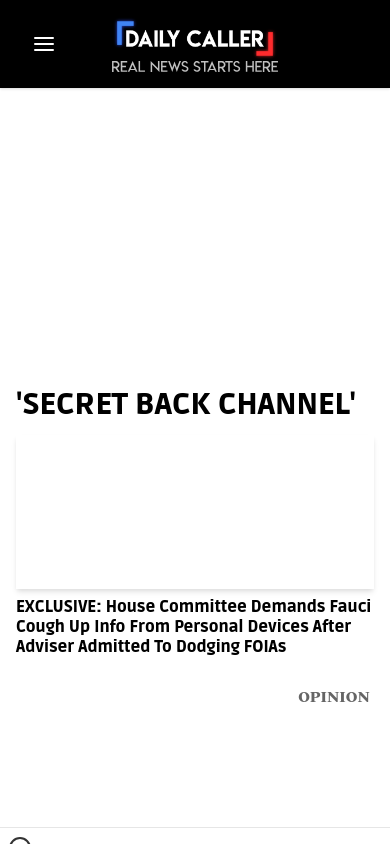 DAILY CALLER
REAL NEWS STARTS HERE
'SECRET BACK CHANNEL'
EXCLUSIVE: House Committee Demands Fauci
Cough Up Info From Personal Devices After
Adviser Admitted To Dodging FOIAs
OPINION